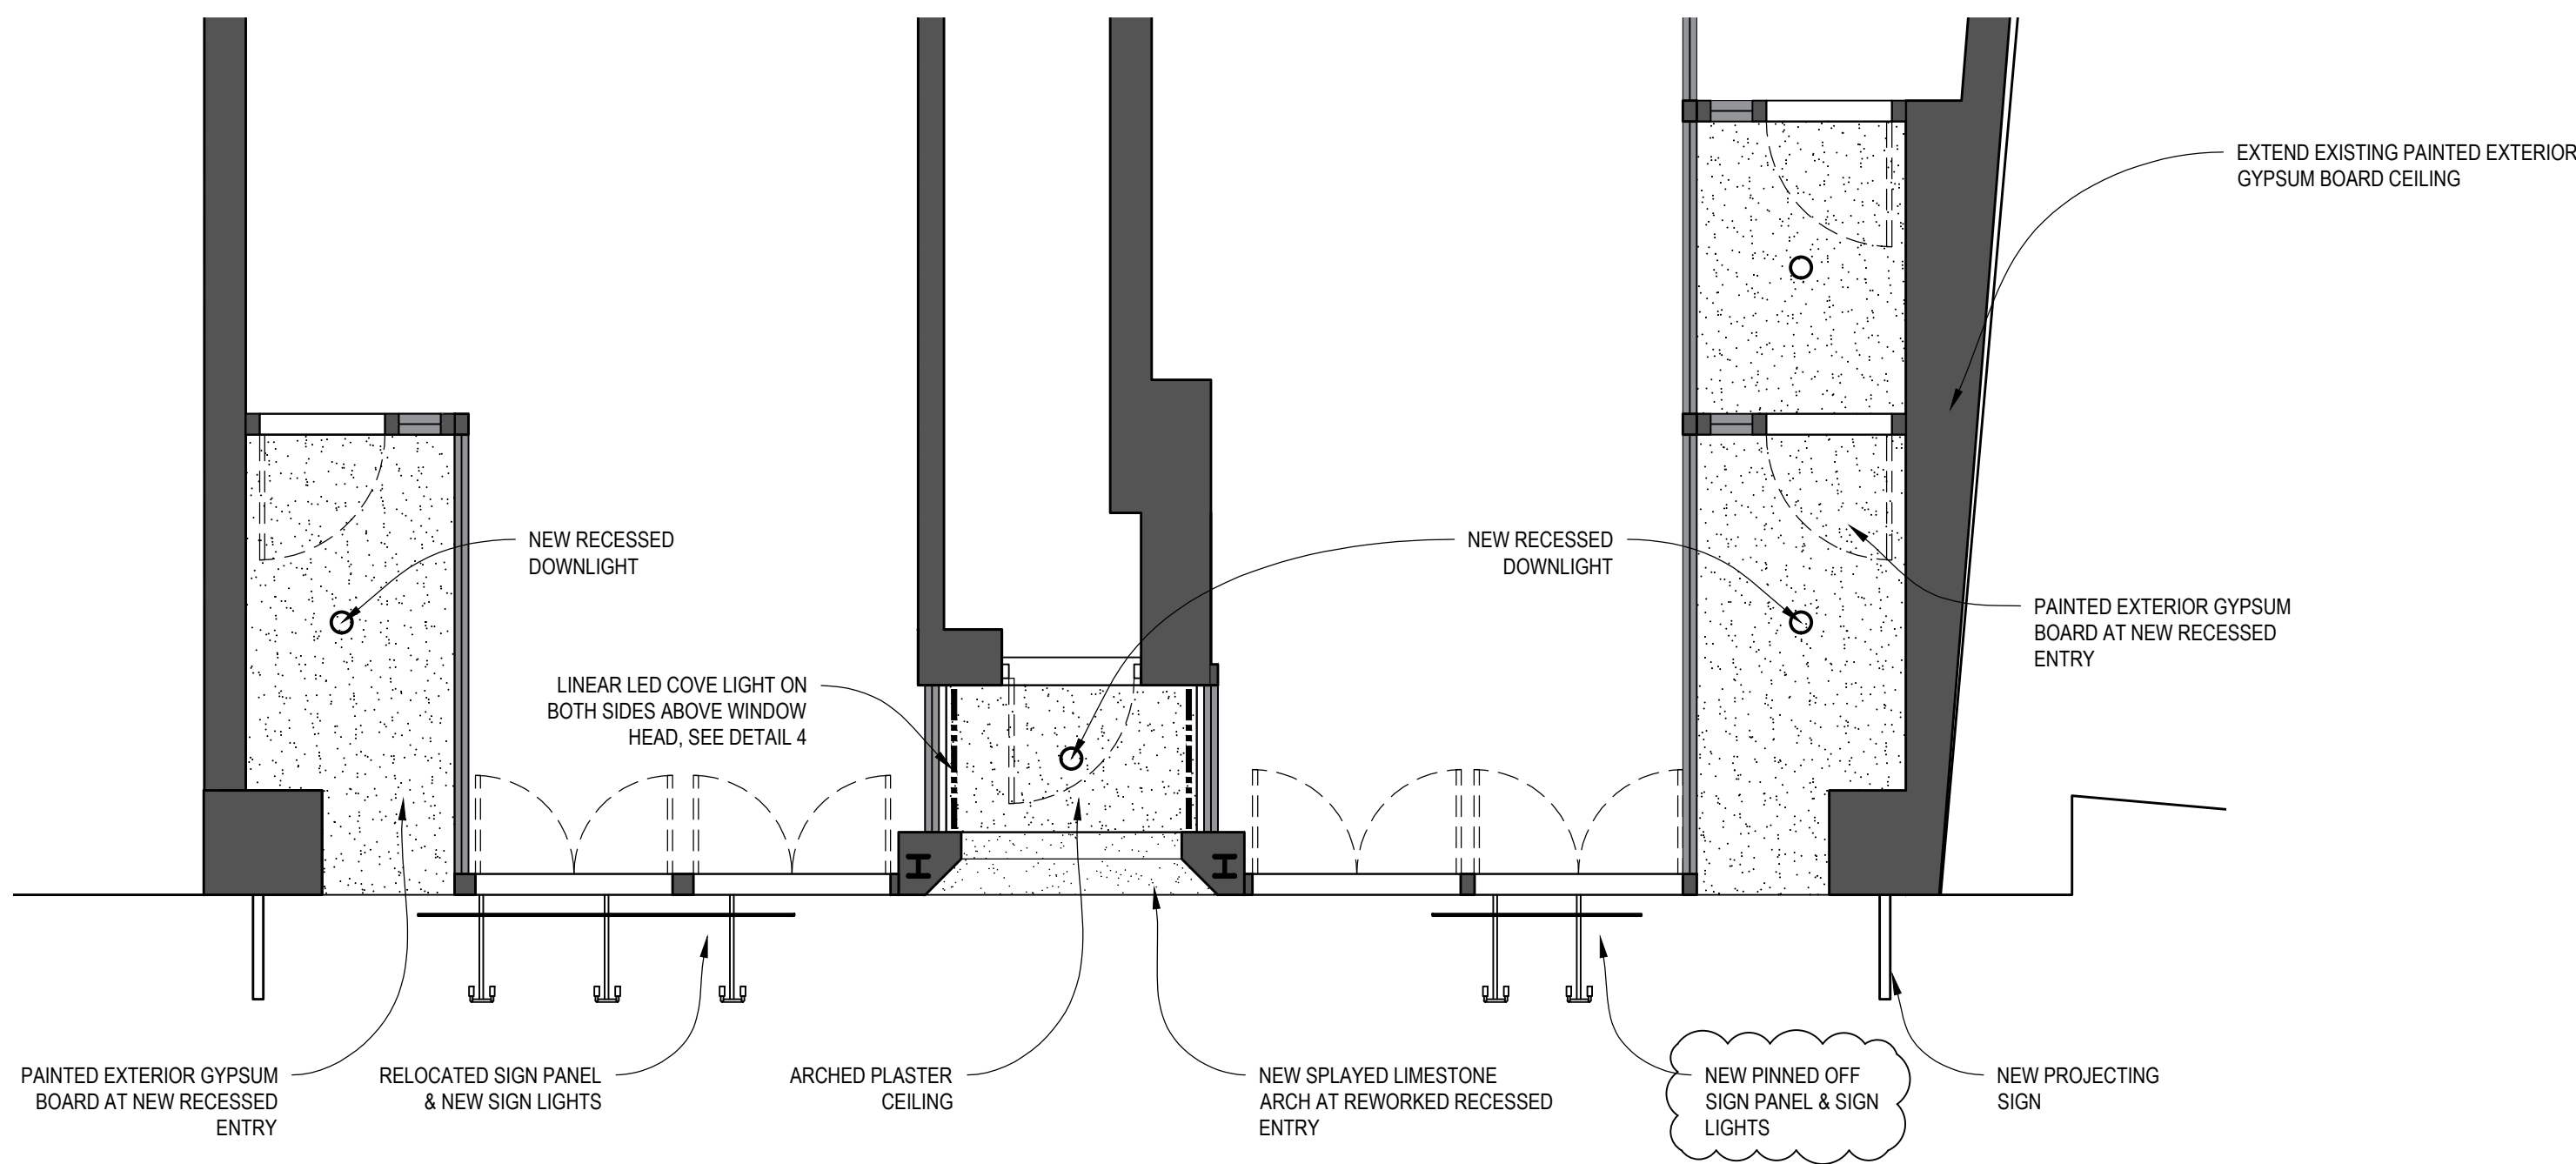 EXTEND EXISTING PAINTED EXTERIOR
GYPSUM BOARD CEILING
NEW RECESSED
DOWNLIGHT
NEW RECESSED
DOWNLIGHT
PAINTED EXTERIOR GYPSUM
BOARD AT NEW RECESSED
ENTRY
LINEAR LED COVE LIGHT ON
BOTH SIDES ABOVE WINDOW
HEAD, SEE DETAIL 4
PAINTED EXTERIOR GYPSUM
BOARD AT NEW RECESSED
ENTRY
RELOCATED SIGN PANEL
& NEW SIGN LIGHTS
ARCHED PLASTER
CEILING
NEW SPLAYED LIMESTONE
ARCH AT REWORKED RECESSED
ENTRY
NEW PINNED OFF
SIGN PANEL & SIGN
LIGHTS
NEW PROJECTING
SIGN